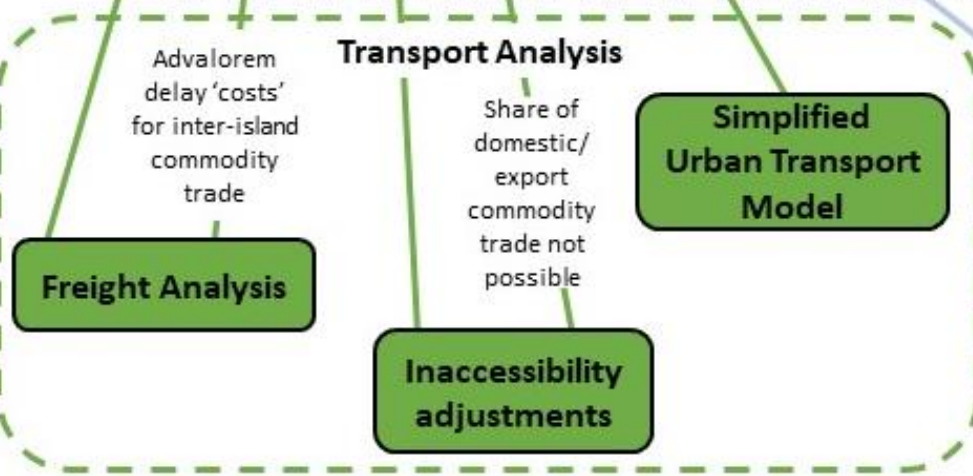 Transport Analysis
Advalorem
delay ‘costs’
for inter-island
commodity
trade
Share of
domestic/
export
commodity
trade not
possible
Simplified
Urban Transport
Model
Freight Analysis
Inaccessibility
adjustments